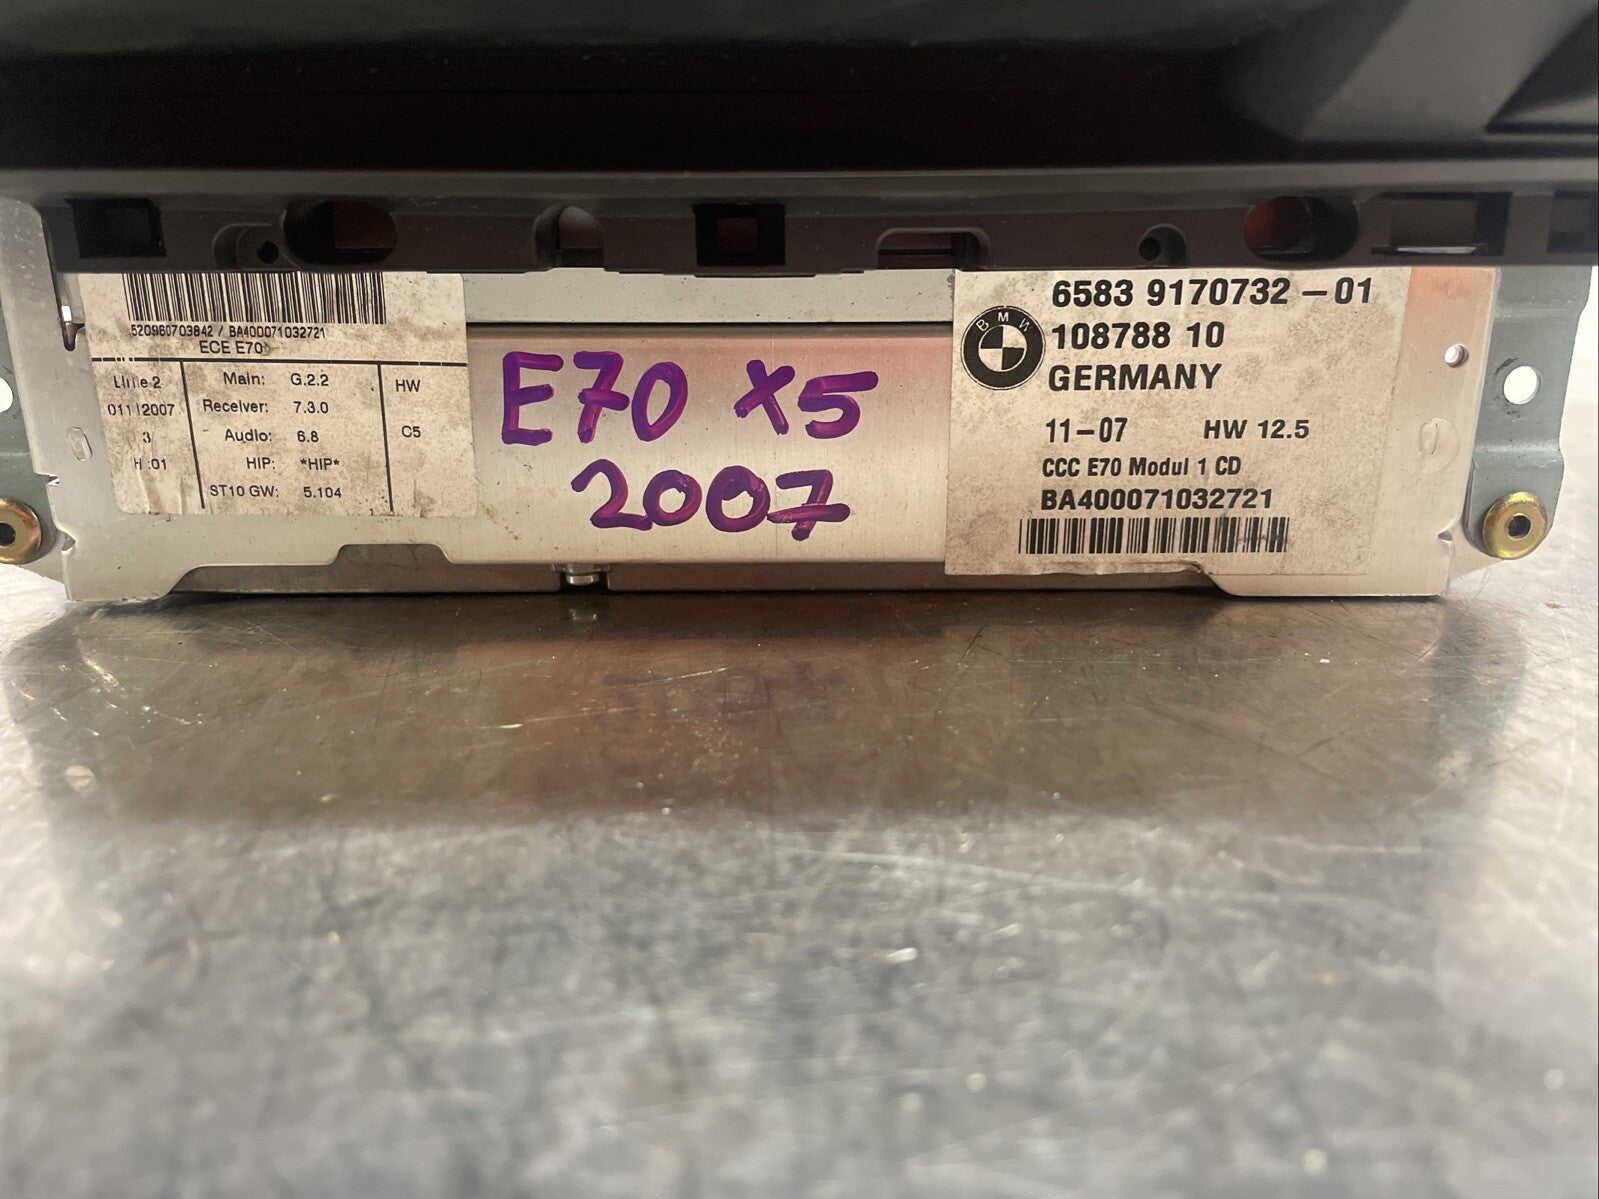 520960703842 / BA400071032721
ECE E70
Line 2
2007
3
Main: G.2.2
Receiver: 7.3.0
Audio: 6.8
HIP: *HIP*
ST10 GW: 5.104
HW
C5
E70 X5
2007
6583 9170732 – 01
BMW
108788 10
GERMANY
11–07 HW 12.5
CCC E70 Modul 1 CD
BA400071032721